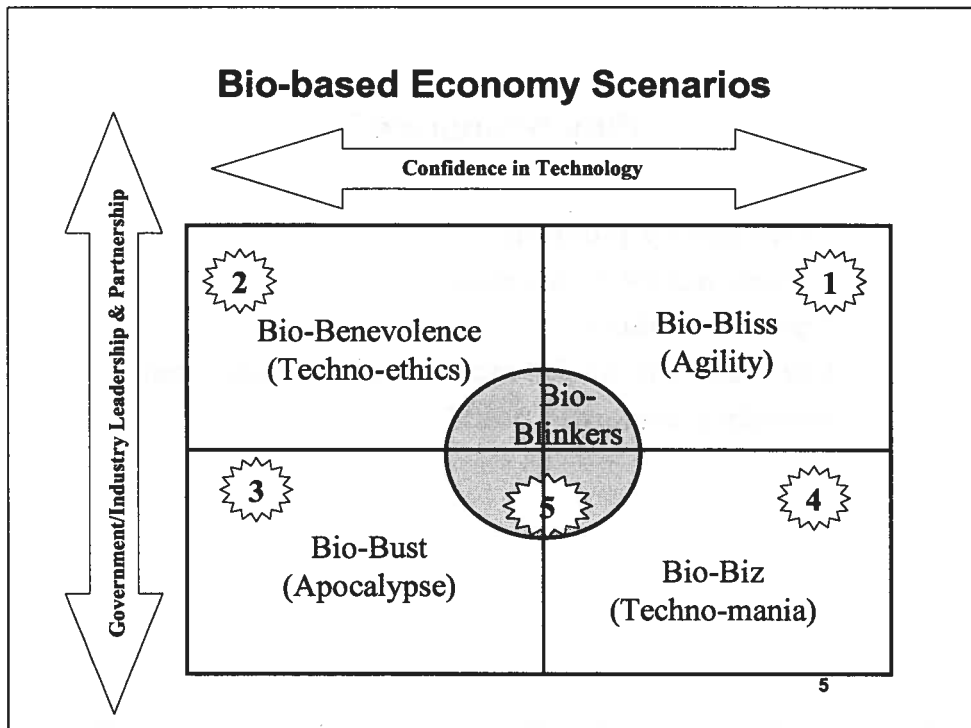 Bio-based Economy Scenarios
Confidence in Technology
Government/Industry Leadership & Partnership
2
Bio-Benevolence
(Techno-ethics)
1
Bio-Bliss
(Agility)
Bio-
Blinkers
5
3
Bio-Bust
(Apocalypse)
4
Bio-Biz
(Techno-mania)
5